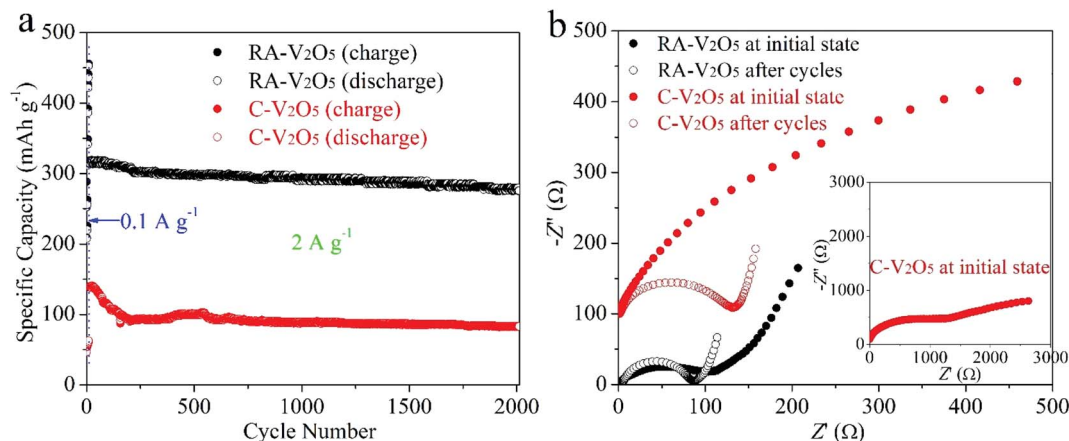 a
500
400
300
200
100
0
Specific Capacity (mAh g⁻¹)
RA-V₂O₅ (charge)
RA-V₂O₅ (discharge)
C-V₂O₅ (charge)
C-V₂O₅ (discharge)
0.1 A g⁻¹
2 A g⁻¹
0 500 1000 1500 2000
Cycle Number
b
500
400
300
200
100
0
-Z'' (Ω)
RA-V₂O₅ at initial state
RA-V₂O₅ after cycles
C-V₂O₅ at initial state
C-V₂O₅ after cycles
3000
2000
1000
0
-Z'' (Ω)
C-V₂O₅ at initial state
0 1000 2000 3000
Z' (Ω)
0 100 200 300 400 500
Z' (Ω)